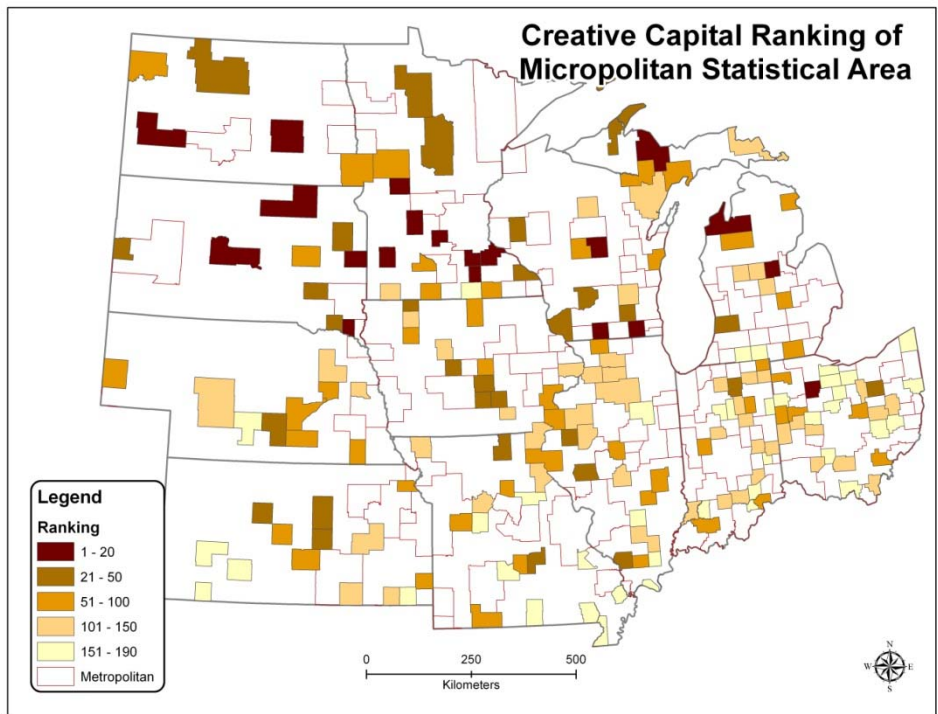 Creative Capital Ranking of
Micropolitan Statistical Area
Legend
Ranking
1 - 20
21 - 50
51 - 100
101 - 150
151 - 190
Metropolitan
0 250 500
Kilometers
N
W E
S